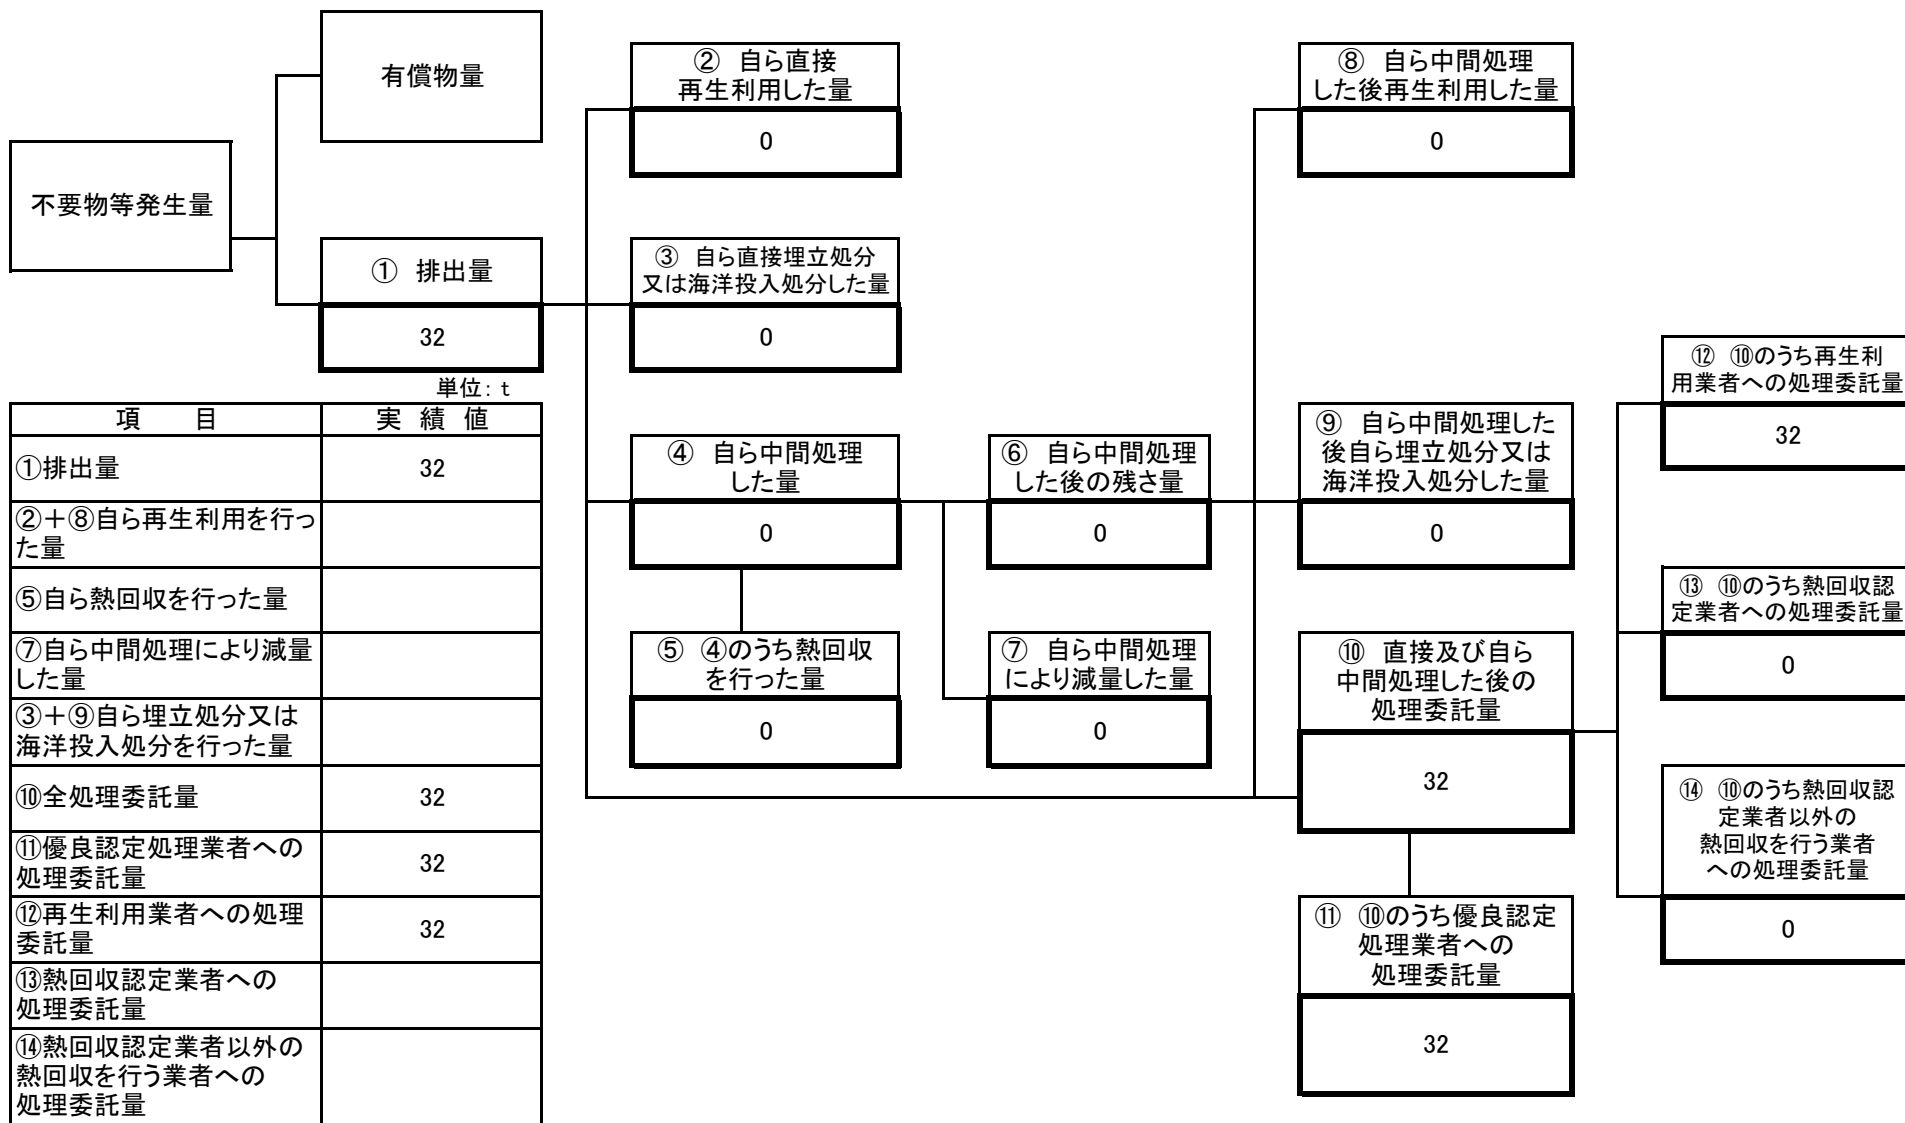 有償物量
不要物等発生量
① 排出量
32
② 自ら直接
再生利用した量
0
③ 自ら直接埋立処分
又は海洋投入処分した量
0
④ 自ら中間処理
した量
0
⑤ ④のうち熱回収
を行った量
0
⑥ 自ら中間処理
した後の残さ量
0
⑦ 自ら中間処理
により減量した量
0
⑧ 自ら中間処理
した後再生利用した量
0
⑨ 自ら中間処理した
後自ら埋立処分又は
海洋投入処分した量
0
⑩ 直接及び自ら
中間処理した後の
処理委託量
32
⑪ ⑩のうち優良認定
処理業者への
処理委託量
32
⑫ ⑩のうち再生利
用業者への処理委託量
32
⑬ ⑩のうち熱回収認
定業者への処理委託量
0
⑭ ⑩のうち熱回収認
定業者以外の
熱回収を行う業者
への処理委託量
0
単位：t
項 目 実 績 値
①排出量 32
②＋⑧自ら再生利用を行っ
た量
⑤自ら熱回収を行った量
⑦自ら中間処理により減量
した量
③＋⑨自ら埋立処分又は
海洋投入処分を行った量
⑩全処理委託量 32
⑪優良認定処理業者への
処理委託量 32
⑫再生利用業者への処理
委託量 32
⑬熱回収認定業者への
処理委託量
⑭熱回収認定業者以外の
熱回収を行う業者への
処理委託量